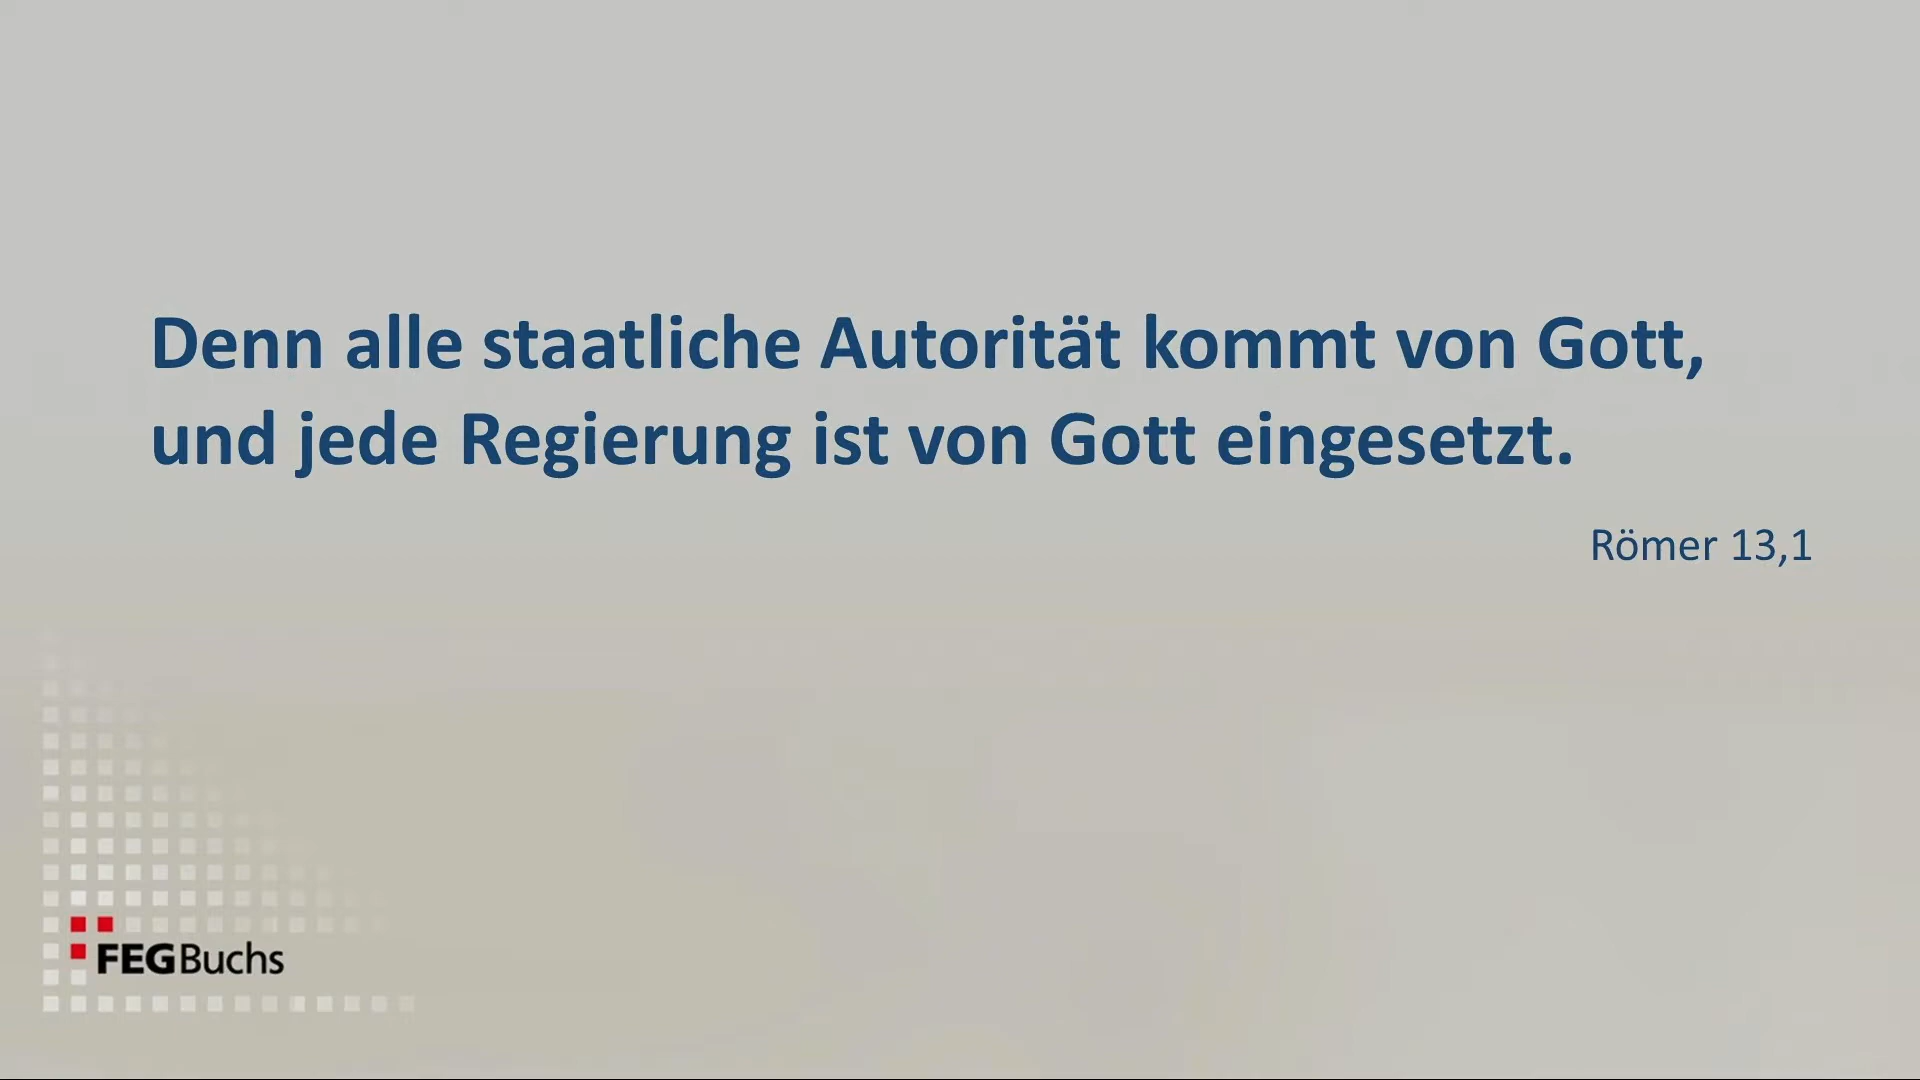 Denn alle staatliche Autorität kommt von Gott,
und jede Regierung ist von Gott eingesetzt.
Römer 13,1
FEGBuchs